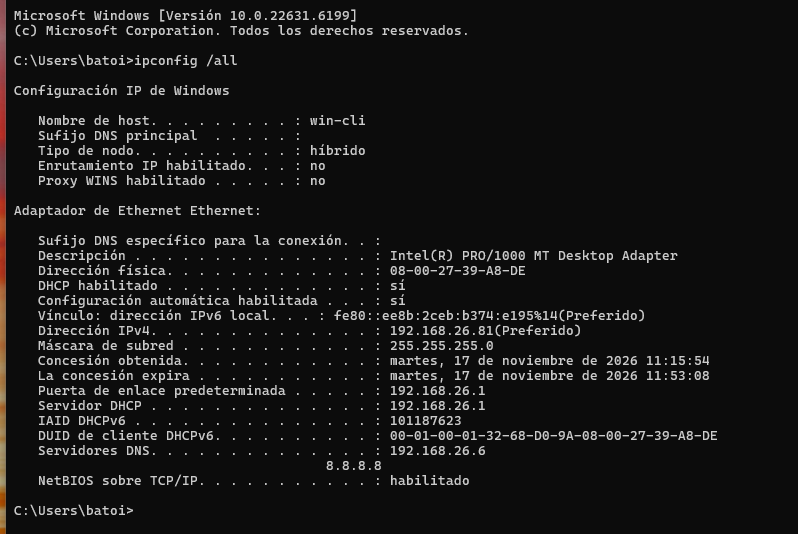 Microsoft Windows [Versión 10.0.22631.6199]
(c) Microsoft Corporation. Todos los derechos reservados.
C:\Users\batoi>ipconfig /all
Configuración IP de Windows
   Nombre de host. . . . . . . . . : win-cli
   Sufijo DNS principal  . . . . . :
   Tipo de nodo. . . . . . . . . . : híbrido
   Enrutamiento IP habilitado. . . : no
   Proxy WINS habilitado . . . . . : no
Adaptador de Ethernet Ethernet:
   Sufijo DNS específico para la conexión. . :
   Descripción . . . . . . . . . . . . . . . : Intel(R) PRO/1000 MT Desktop Adapter
   Dirección física. . . . . . . . . . . . . : 08-00-27-39-A8-DE
   DHCP habilitado . . . . . . . . . . . . . : sí
   Configuración automática habilitada . . . : sí
   Vínculo: dirección IPv6 local. . . : fe80::ee8b:2ceb:b374:e195%14(Preferido)
   Dirección IPv4. . . . . . . . . . . . . . : 192.168.26.81(Preferido)
   Máscara de subred . . . . . . . . . . . . : 255.255.255.0
   Concesión obtenida. . . . . . . . . . . . : martes, 17 de noviembre de 2026 11:15:54
   La concesión expira . . . . . . . . . . . : martes, 17 de noviembre de 2026 11:53:08
   Puerta de enlace predeterminada . . . . . : 192.168.26.1
   Servidor DHCP . . . . . . . . . . . . . . : 192.168.26.1
   IAID DHCPv6 . . . . . . . . . . . . . . . : 101187623
   DUID de cliente DHCPv6. . . . . . . . . . : 00-01-00-01-32-68-D0-9A-08-00-27-39-A8-DE
   Servidores DNS. . . . . . . . . . . . . . : 192.168.26.6
                                       8.8.8.8
   NetBIOS sobre TCP/IP. . . . . . . . . . . : habilitado
C:\Users\batoi>